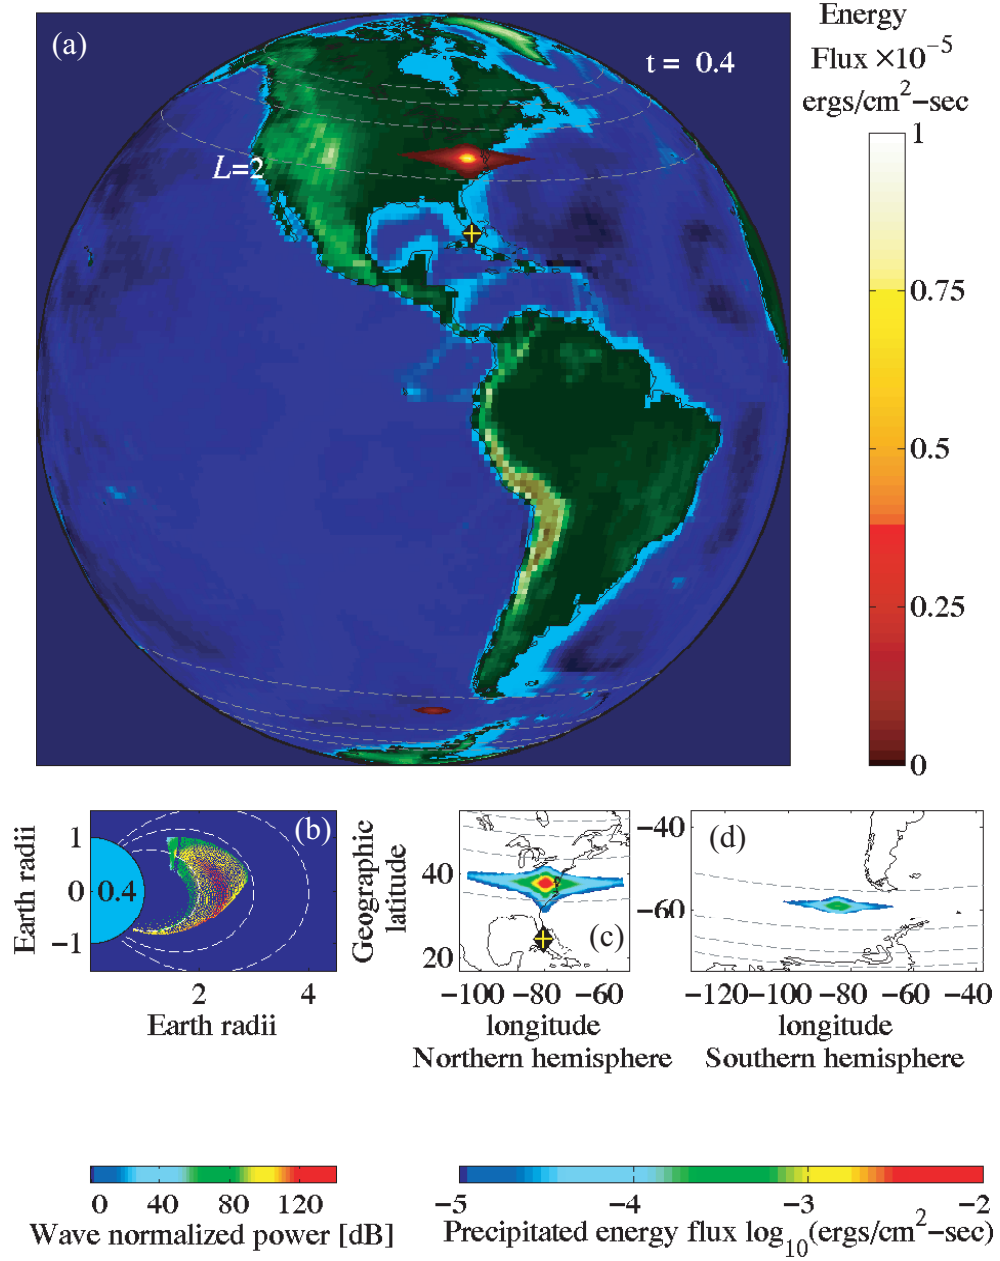 (a)
t = 0.4
L=2
Energy
Flux ×10⁻⁵
ergs/cm²−sec
1
0.75
0.5
0.25
0
Earth radii
1
0
−1
0.4
(b)
2
4
Earth radii
Geographic
latitude
40
20
(c)
−100 −80 −60
longitude
Northern hemisphere
−40
−60
(d)
−120 −100 −80 −60 −40
longitude
Southern hemisphere
0 40 80 120
Wave normalized power [dB]
−5 −4 −3 −2
Precipitated energy flux log₁₀(ergs/cm²−sec)